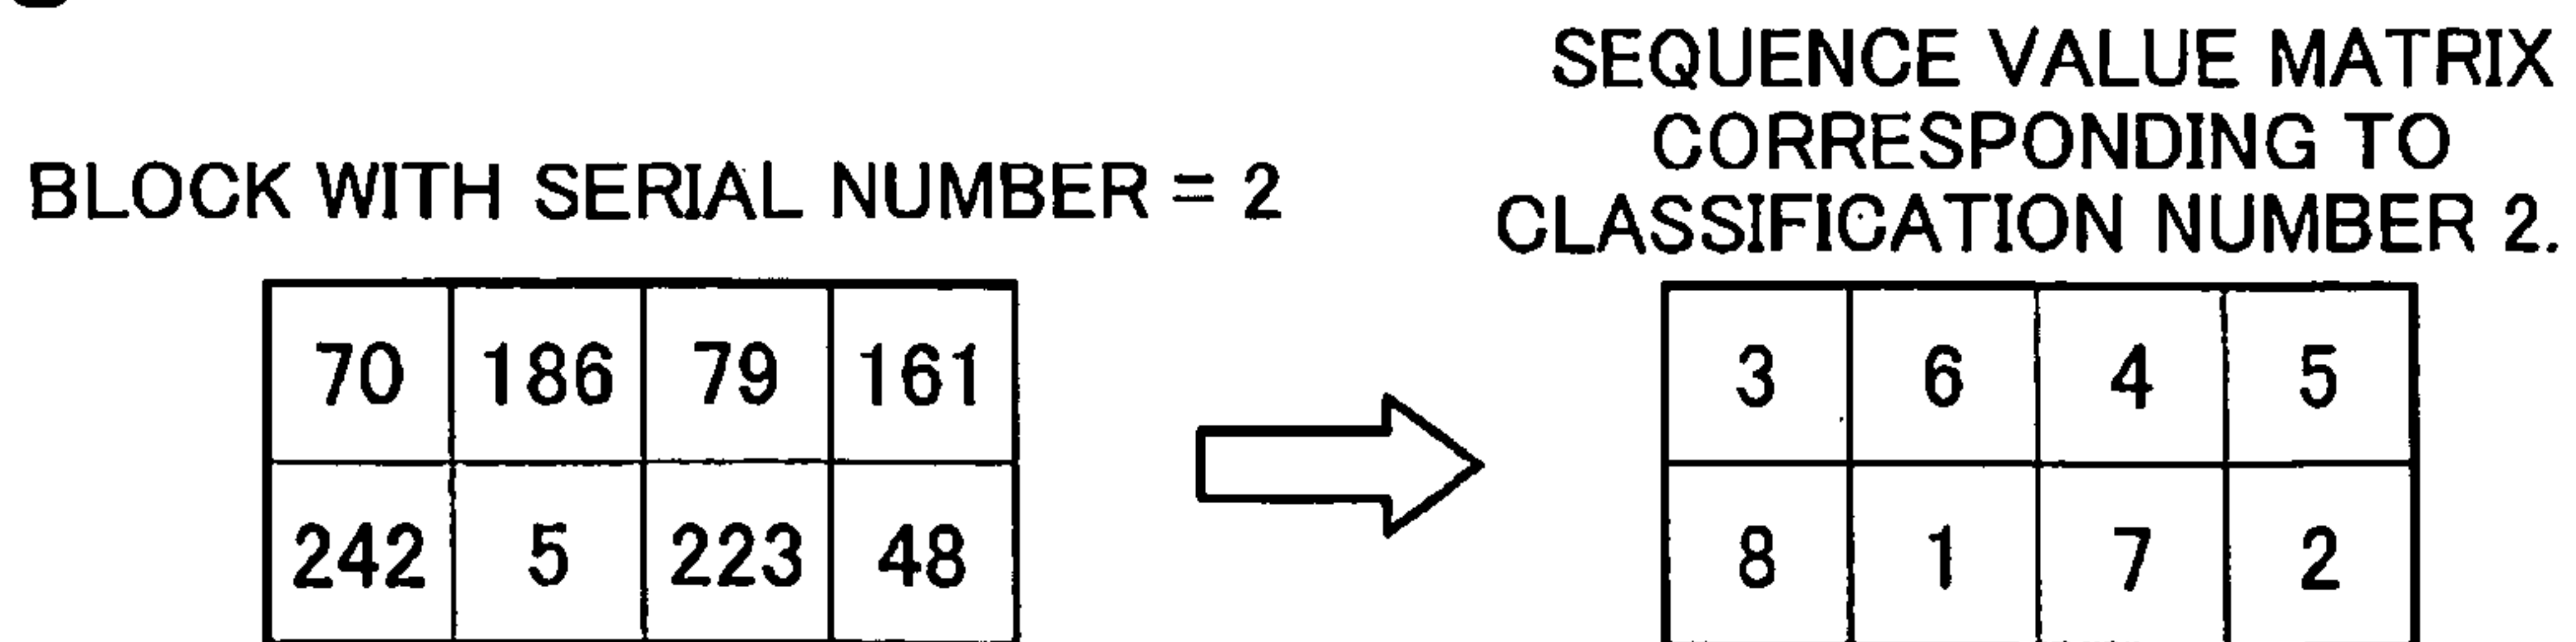 BLOCK WITH SERIAL NUMBER = 2
70 186 79 161
242 5 223 48
SEQUENCE VALUE MATRIX
CORRESPONDING TO
CLASSIFICATION NUMBER 2.
3 6 4 5
8 1 7 2